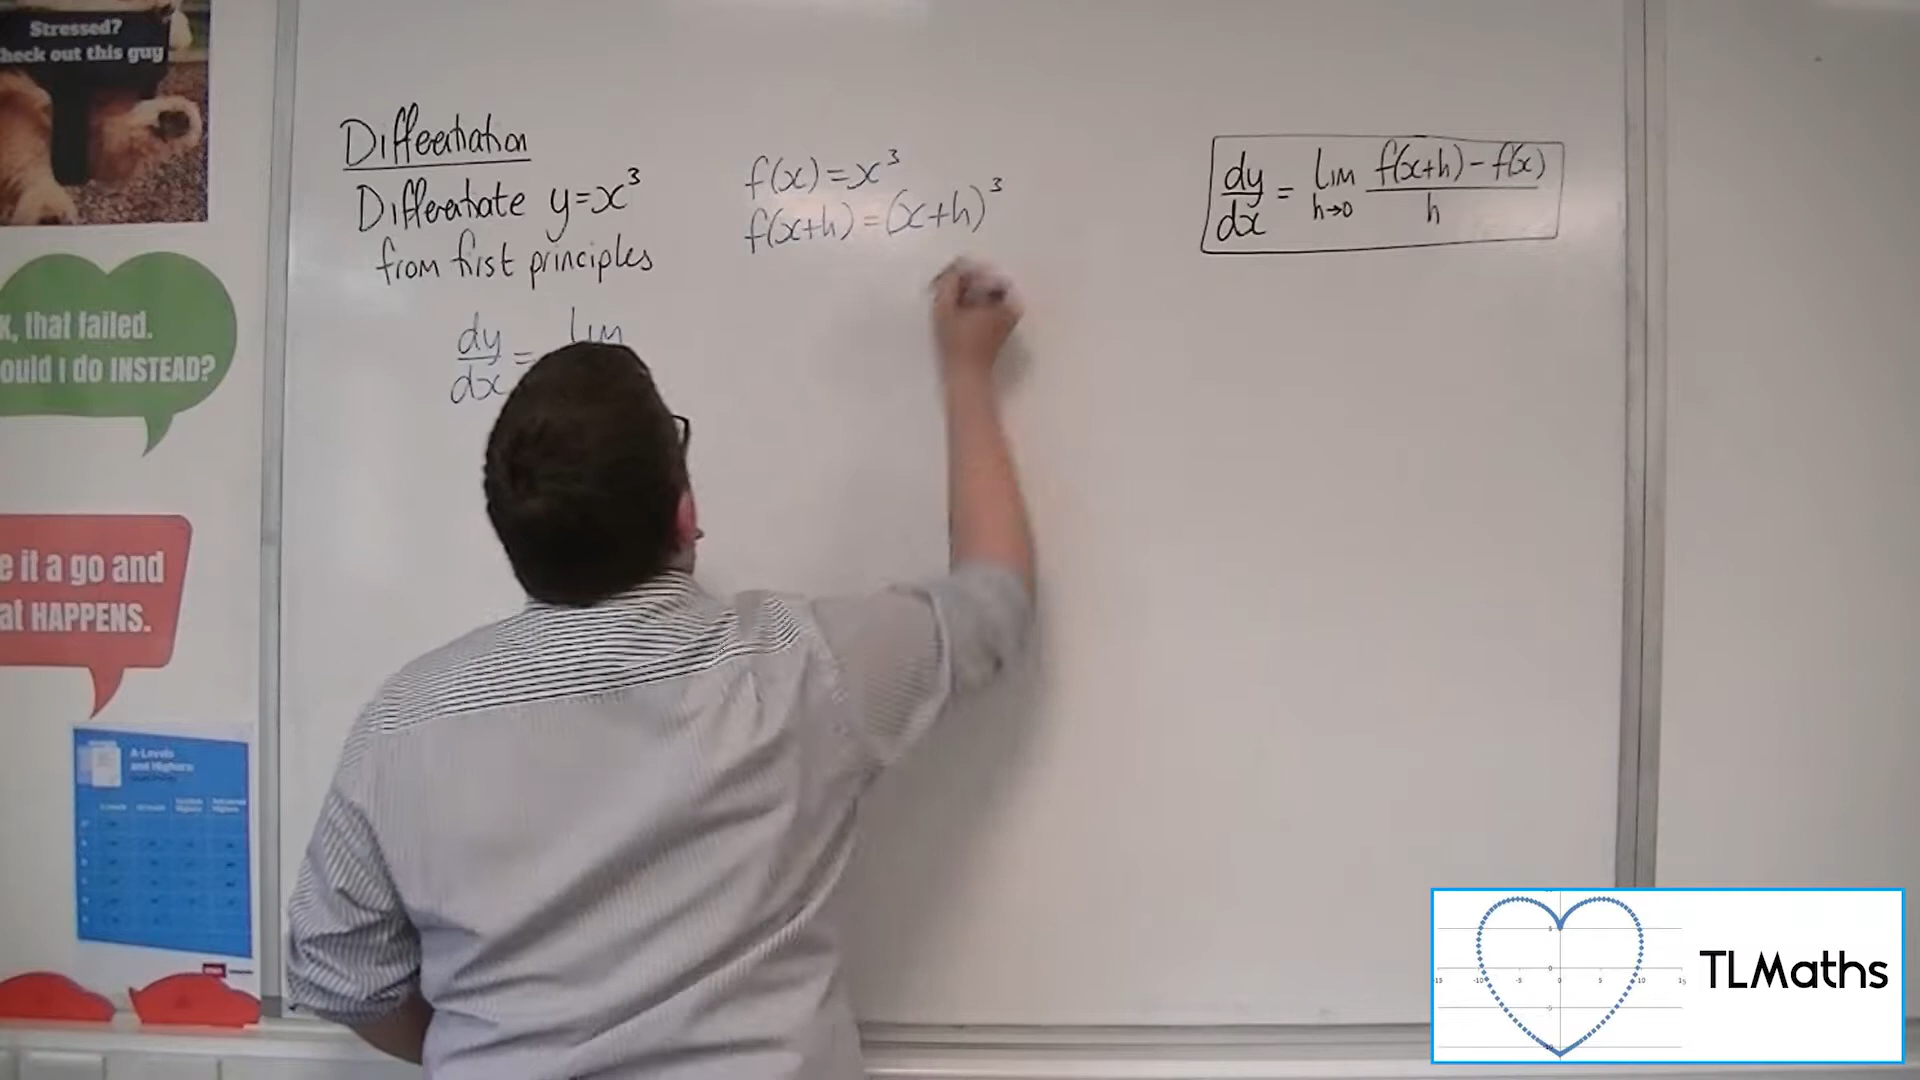 Stressed?
heck out this guy
k, that failed.
ould I do INSTEAD?
e it a go and
at HAPPENS.
A-Levels
and Highers
Differentiation
Differentiate y=x³
from first principles
dy/dx = lim
f(x)=x³
f(x+h)=(x+h)³
dy/dx = lim h→0 f(x+h)-f(x)/h
TLMaths